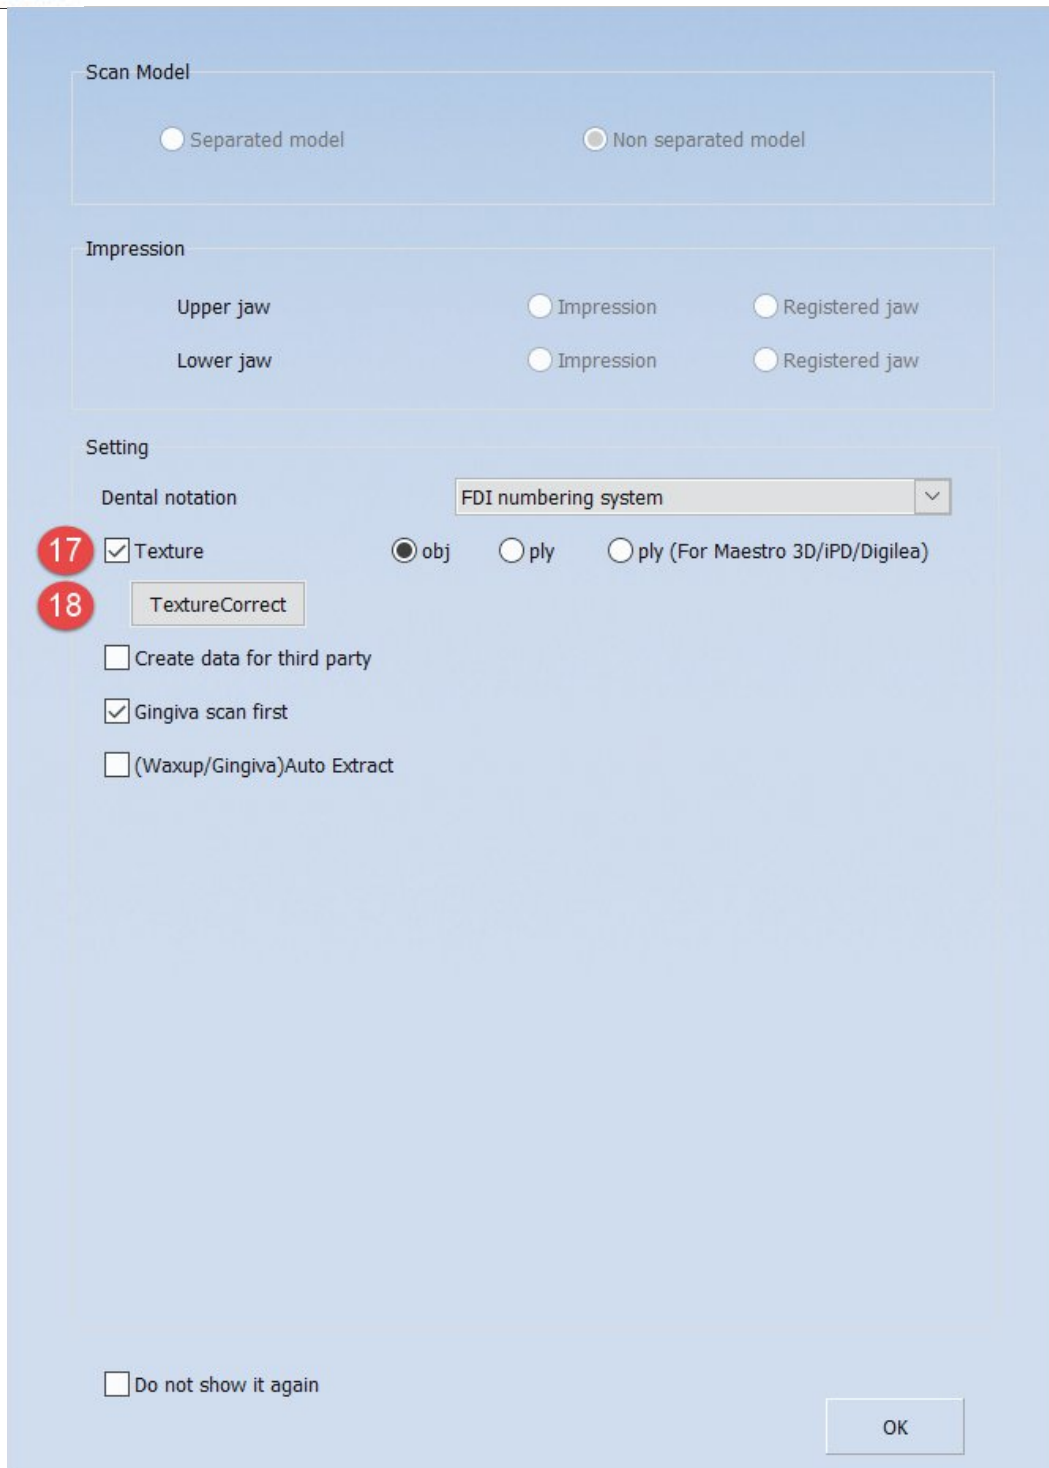 Scan Model
Separated model Non separated model
Impression
Upper jaw Impression Registered jaw
Lower jaw Impression Registered jaw
Setting
Dental notation FDI numbering system
17 Texture obj ply ply (For Maestro 3D/iPD/Digilea)
18 TextureCorrect
Create data for third party
Gingiva scan first
(Waxup/Gingiva)Auto Extract
Do not show it again
OK